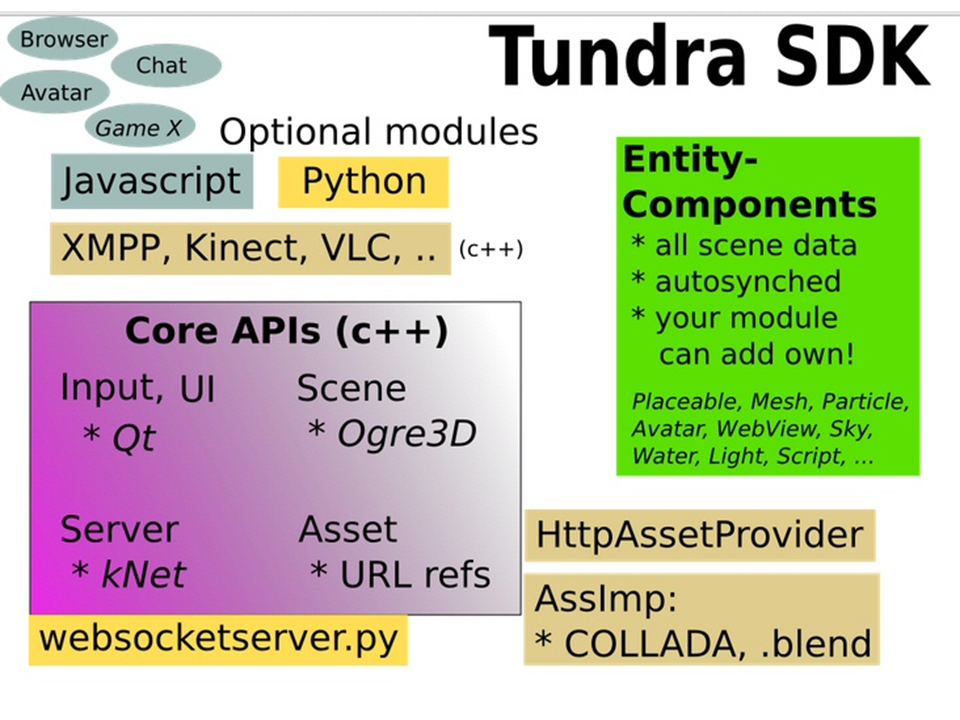 Tundra SDK
Browser
Chat
Avatar
Game X
Optional modules
Javascript
Python
XMPP, Kinect, VLC, .. (c++)
Entity-
Components
* all scene data
* autosynched
* your module
can add own!
Placeable, Mesh, Particle,
Avatar, WebView, Sky,
Water, Light, Script, ...
Core APIs (c++)
Input, UI
* Qt
Scene
* Ogre3D
Server
* kNet
Asset
* URL refs
websocketserver.py
HttpAssetProvider
AssImp:
* COLLADA, .blend